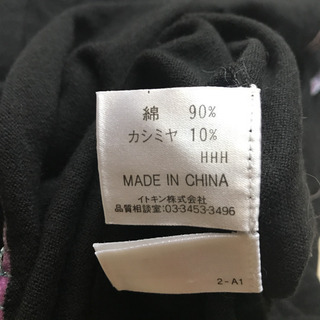 綿 90%
カシミヤ 10%
HHH
MADE IN CHINA
イトキン株式会社
品質相談室:03-3453-3496
2-A1